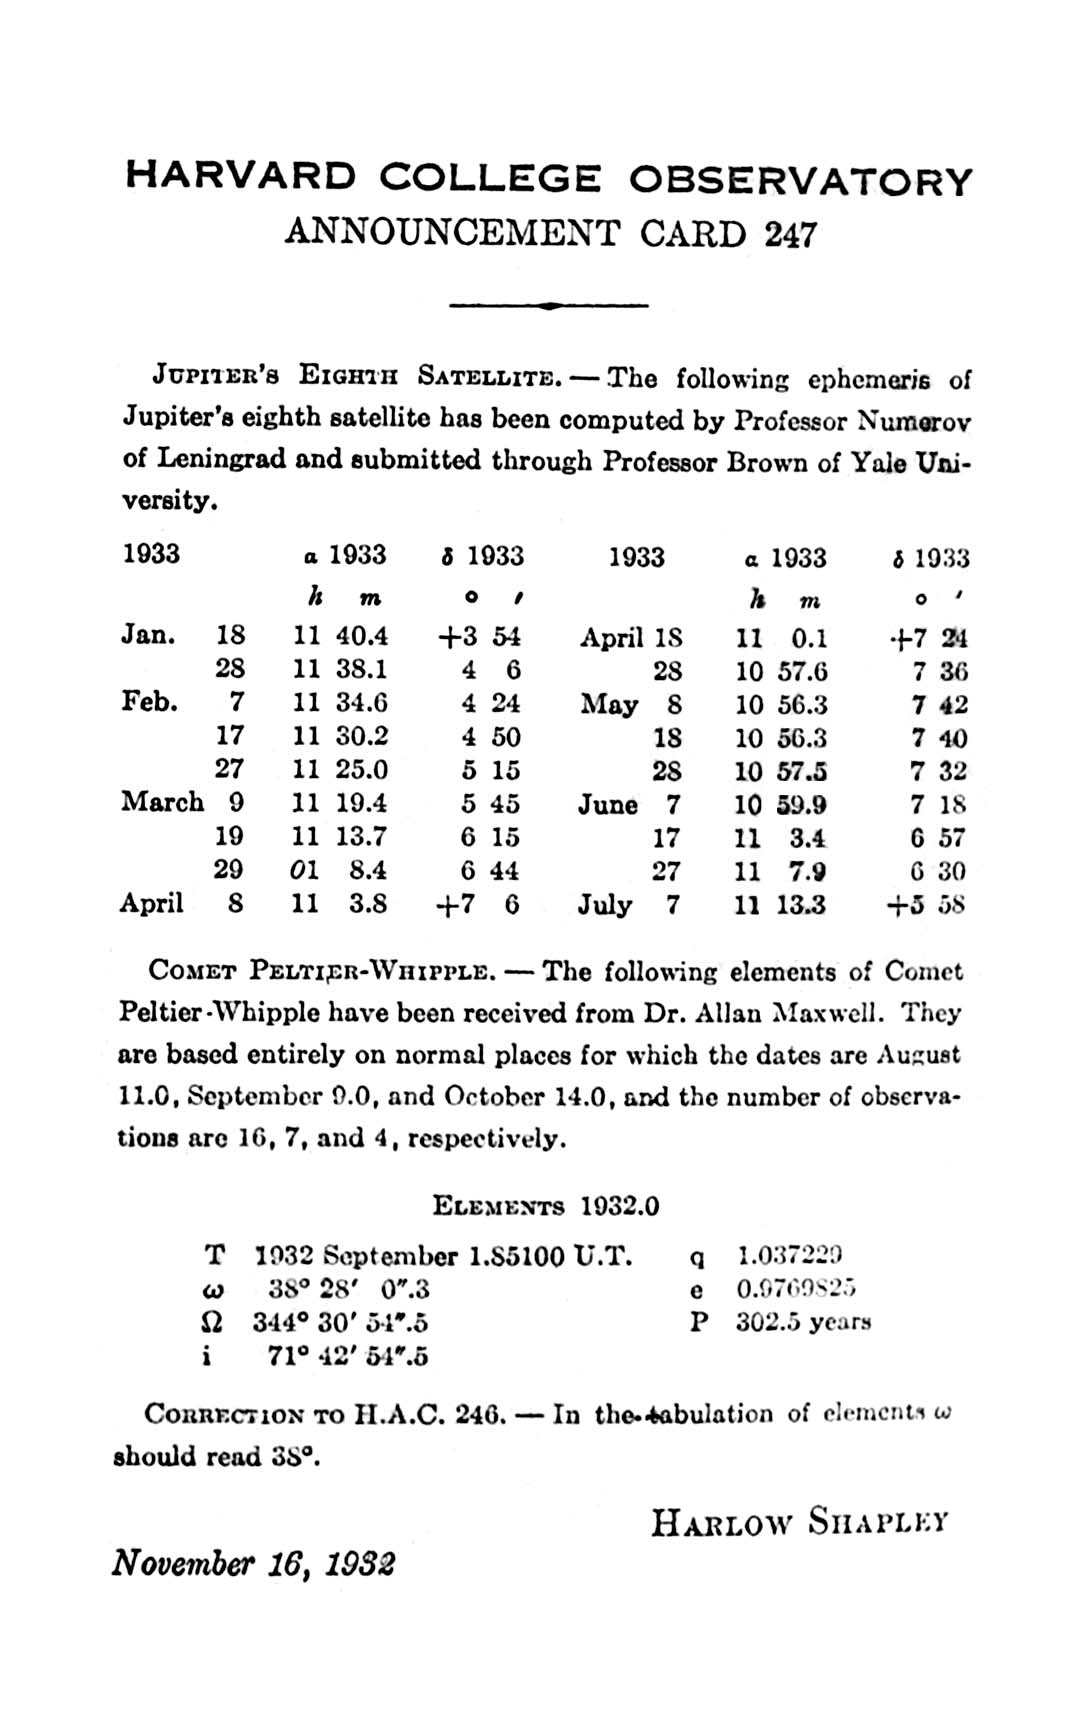 HARVARD COLLEGE OBSERVATORY
ANNOUNCEMENT CARD 247
JUPITER'S EIGHTH SATELLITE. — The following ephemeris of
Jupiter's eighth satellite has been computed by Professor Numerov
of Leningrad and submitted through Professor Brown of Yale Uni-
versity.
1933 α 1933 δ 1933 1933 α 1933 δ 1933
h m ° ′ h m ° ′
Jan. 18 11 40.4 +3 54 April 18 11 0.1 +7 24
28 11 38.1 4 6 28 10 57.6 7 36
Feb. 7 11 34.6 4 24 May 8 10 56.3 7 42
17 11 30.2 4 50 18 10 56.3 7 40
27 11 25.0 5 15 28 10 57.5 7 32
March 9 11 19.4 5 45 June 7 10 59.9 7 18
19 11 13.7 6 15 17 11 3.4 6 57
29 01 8.4 6 44 27 11 7.9 6 30
April 8 11 3.8 +7 6 July 7 11 13.3 +5 58
COMET PELTIER-WHIPPLE. — The following elements of Comet
Peltier-Whipple have been received from Dr. Allan Maxwell. They
are based entirely on normal places for which the dates are August
11.0, September 9.0, and October 14.0, and the number of observa-
tions are 16, 7, and 4, respectively.
ELEMENTS 1932.0
T 1932 September 1.85100 U.T. q 1.037229
ω 38° 28′ 0″.3 e 0.9769825
Ω 344° 30′ 54″.5 P 302.5 years
i 71° 42′ 54″.5
CORRECTION TO H.A.C. 246. — In the tabulation of elements ω
should read 38°.
HARLOW SHAPLEY
November 16, 1932